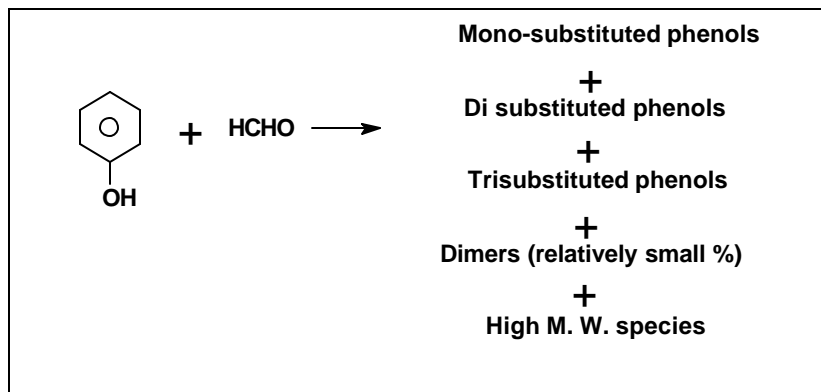 Mono-substituted phenols
+
Di substituted phenols
+
Trisubstituted phenols
+
Dimers (relatively small %)
+
High M. W. species
+ HCHO
OH